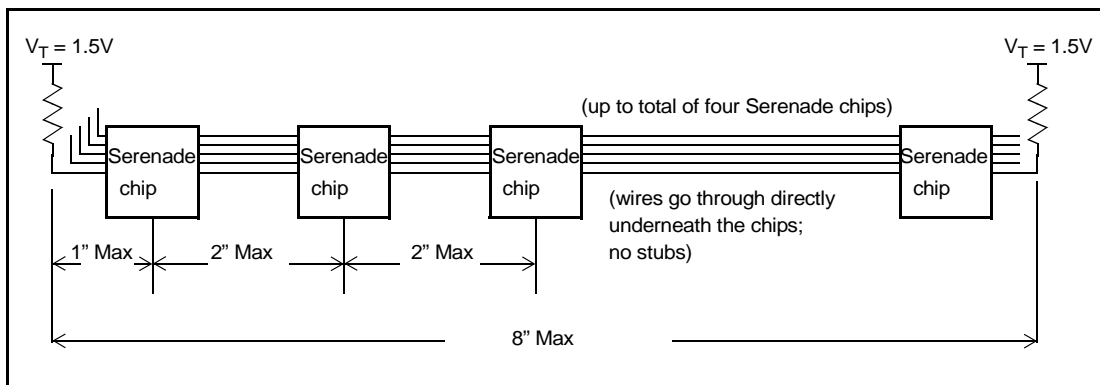 V_T = 1.5V
V_T = 1.5V
(up to total of four Serenade chips)
Serenade
chip
Serenade
chip
Serenade
chip
Serenade
chip
(wires go through directly
underneath the chips;
no stubs)
1” Max
2” Max
2” Max
8” Max